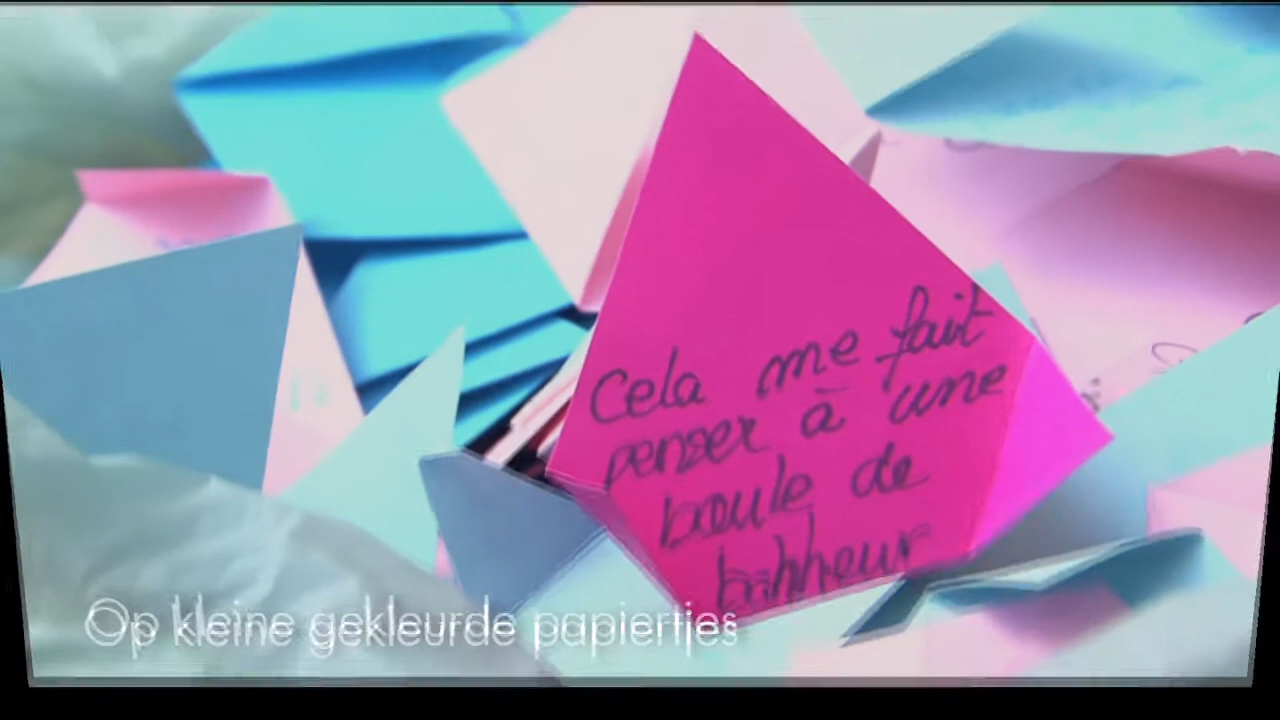 Cela me fait
penser à une
boule de
bonheur
Op kleine gekleurde papiertjes